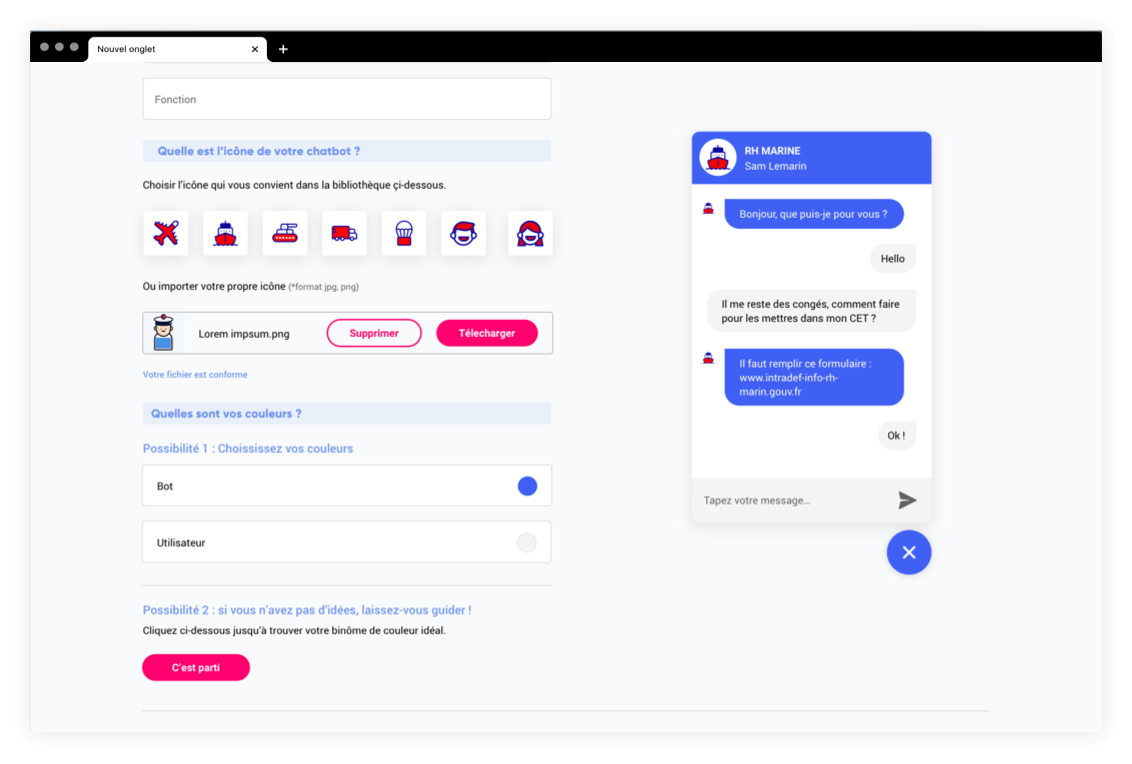 Nouvel onglet
Fonction
Quelle est l'icône de votre chatbot ?
Choisir l'icône qui vous convient dans la bibliothèque çi-dessous.
Ou importer votre propre icône (*format jpg, png)
Lorem impsum.png
Supprimer
Télecharger
Votre fichier est conforme
Quelles sont vos couleurs ?
Possibilité 1 : Choississez vos couleurs
Bot
Utilisateur
Possibilité 2 : si vous n'avez pas d'idées, laissez-vous guider !
Cliquez ci-dessous jusqu'à trouver votre binôme de couleur idéal.
C'est parti
RH MARINE
Sam Lemarin
Bonjour, que puis-je pour vous ?
Hello
Il me reste des congés, comment faire
pour les mettres dans mon CET ?
Il faut remplir ce formulaire :
www.intradef-info-rh-
marin.gouv.fr
Ok !
Tapez votre message...